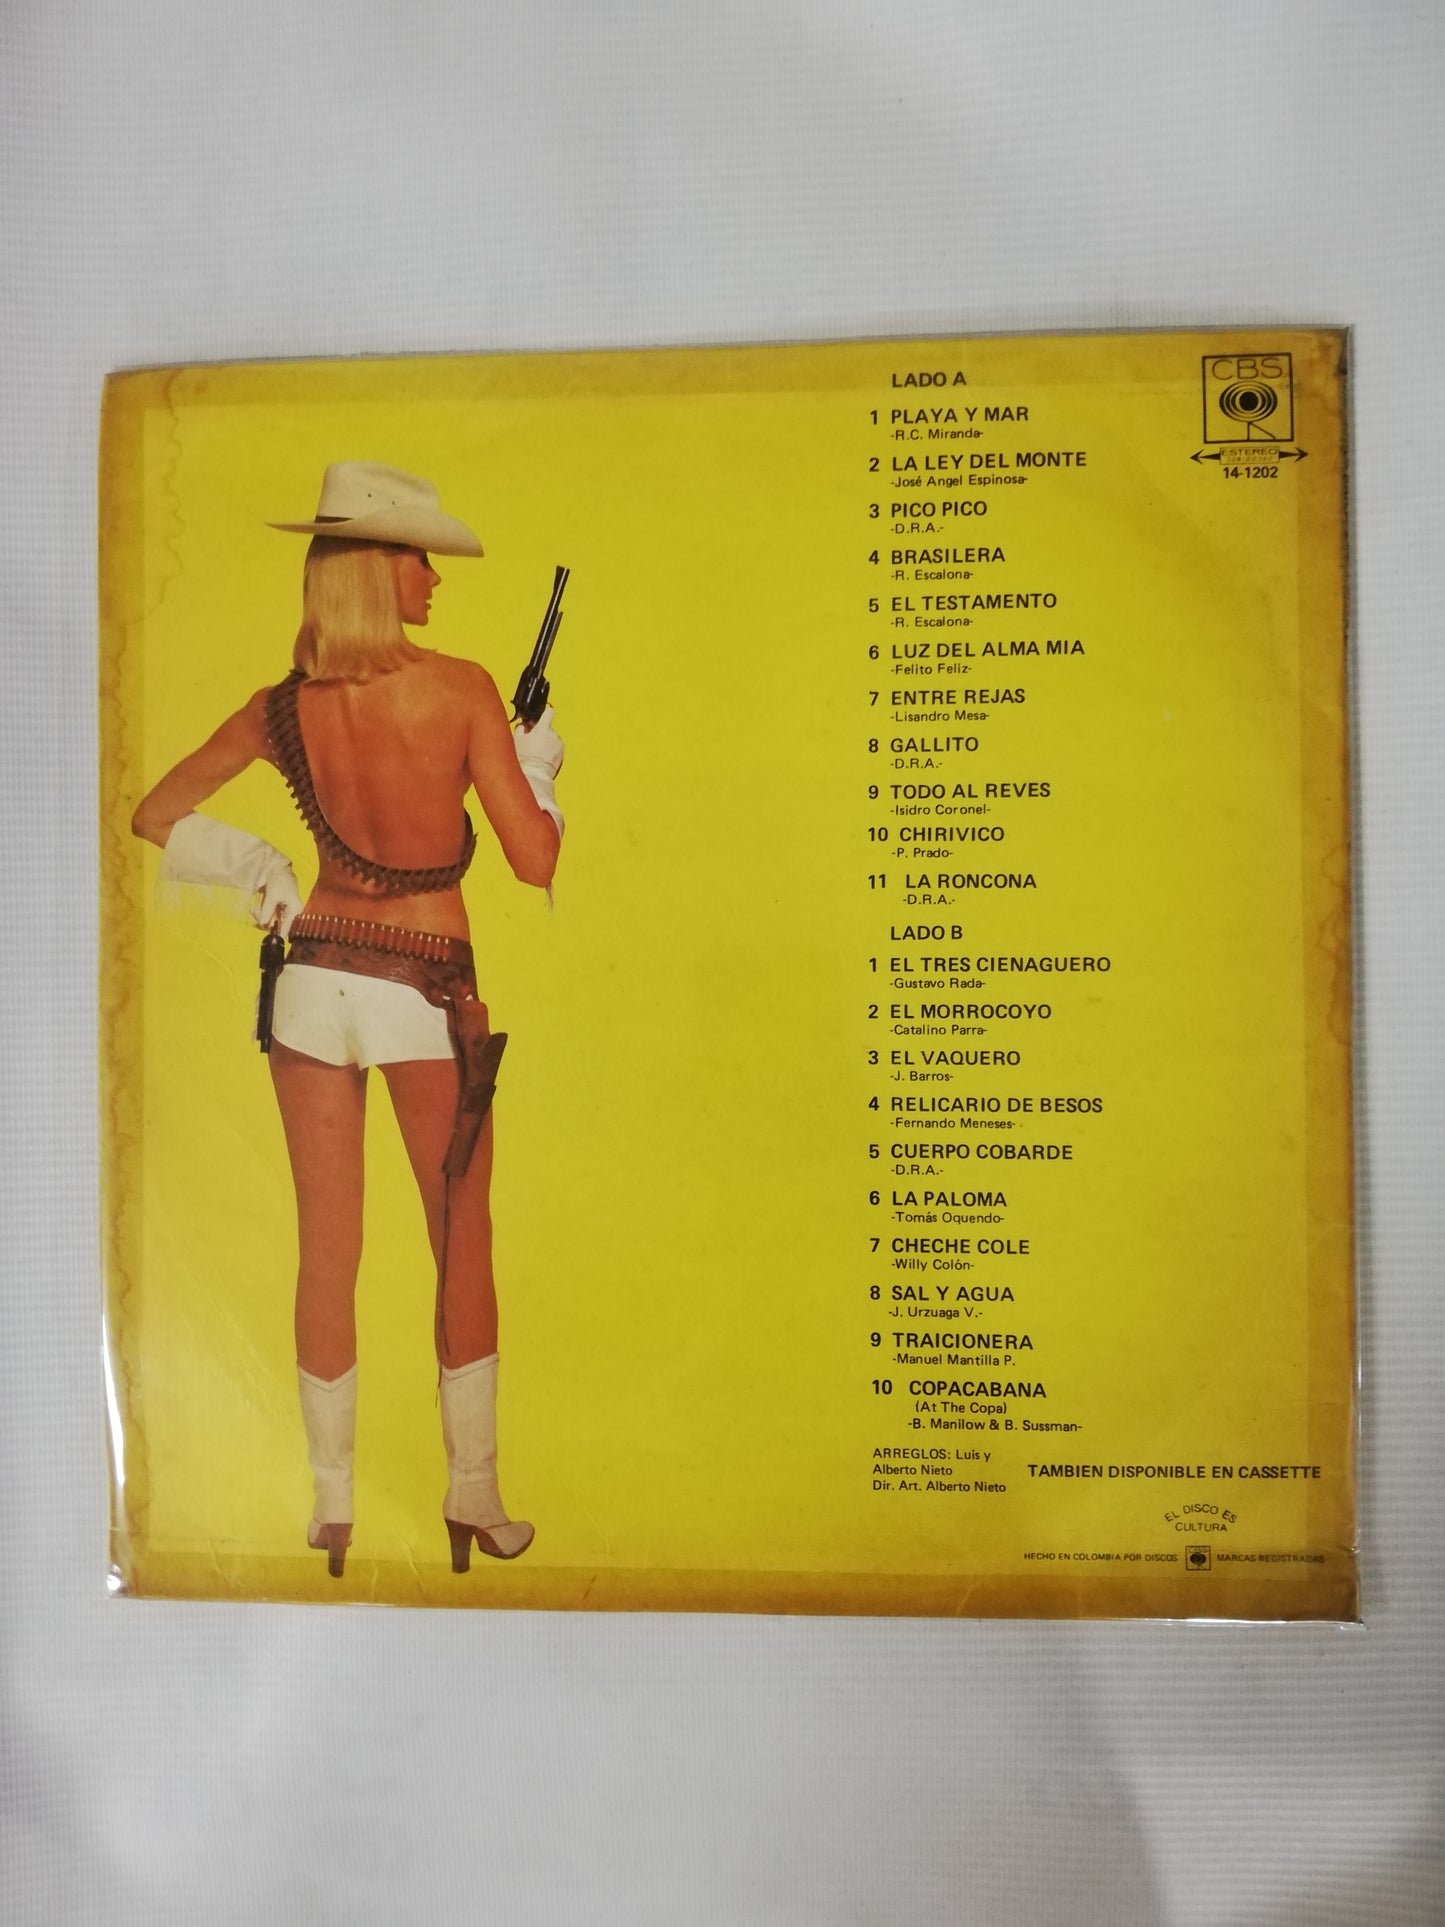 CBS
ESTEREO
14-1202
LADO A
1 PLAYA Y MAR
-R.C. Miranda-
2 LA LEY DEL MONTE
-José Angel Espinosa-
3 PICO PICO
-D.R.A.-
4 BRASILERA
-R. Escalona-
5 EL TESTAMENTO
-R. Escalona-
6 LUZ DEL ALMA MIA
-Felito Feliz-
7 ENTRE REJAS
-Lisandro Mesa-
8 GALLITO
-D.R.A.-
9 TODO AL REVES
-Isidro Coronel-
10 CHIRIVICO
-P. Prado-
11 LA RONCONA
-D.R.A.-
LADO B
1 EL TRES CIENAGUERO
-Gustavo Rada-
2 EL MORROCOYO
-Catalino Parra-
3 EL VAQUERO
-J. Barros-
4 RELICARIO DE BESOS
-Fernando Meneses-
5 CUERPO COBARDE
-D.R.A.-
6 LA PALOMA
-Tomás Oquendo-
7 CHECHE COLE
-Willy Colón-
8 SAL Y AGUA
-J. Urzuaga V.-
9 TRAICIONERA
-Manuel Mantilla P.
10 COPACABANA
(At The Copa)
-B. Manilow & B. Sussman-
ARREGLOS: Luis y
Alberto Nieto
Dir. Art. Alberto Nieto
TAMBIEN DISPONIBLE EN CASSETTE
EL DISCO ES
CULTURA
HECHO EN COLOMBIA POR DISCOS CBS MARCAS REGISTRADAS